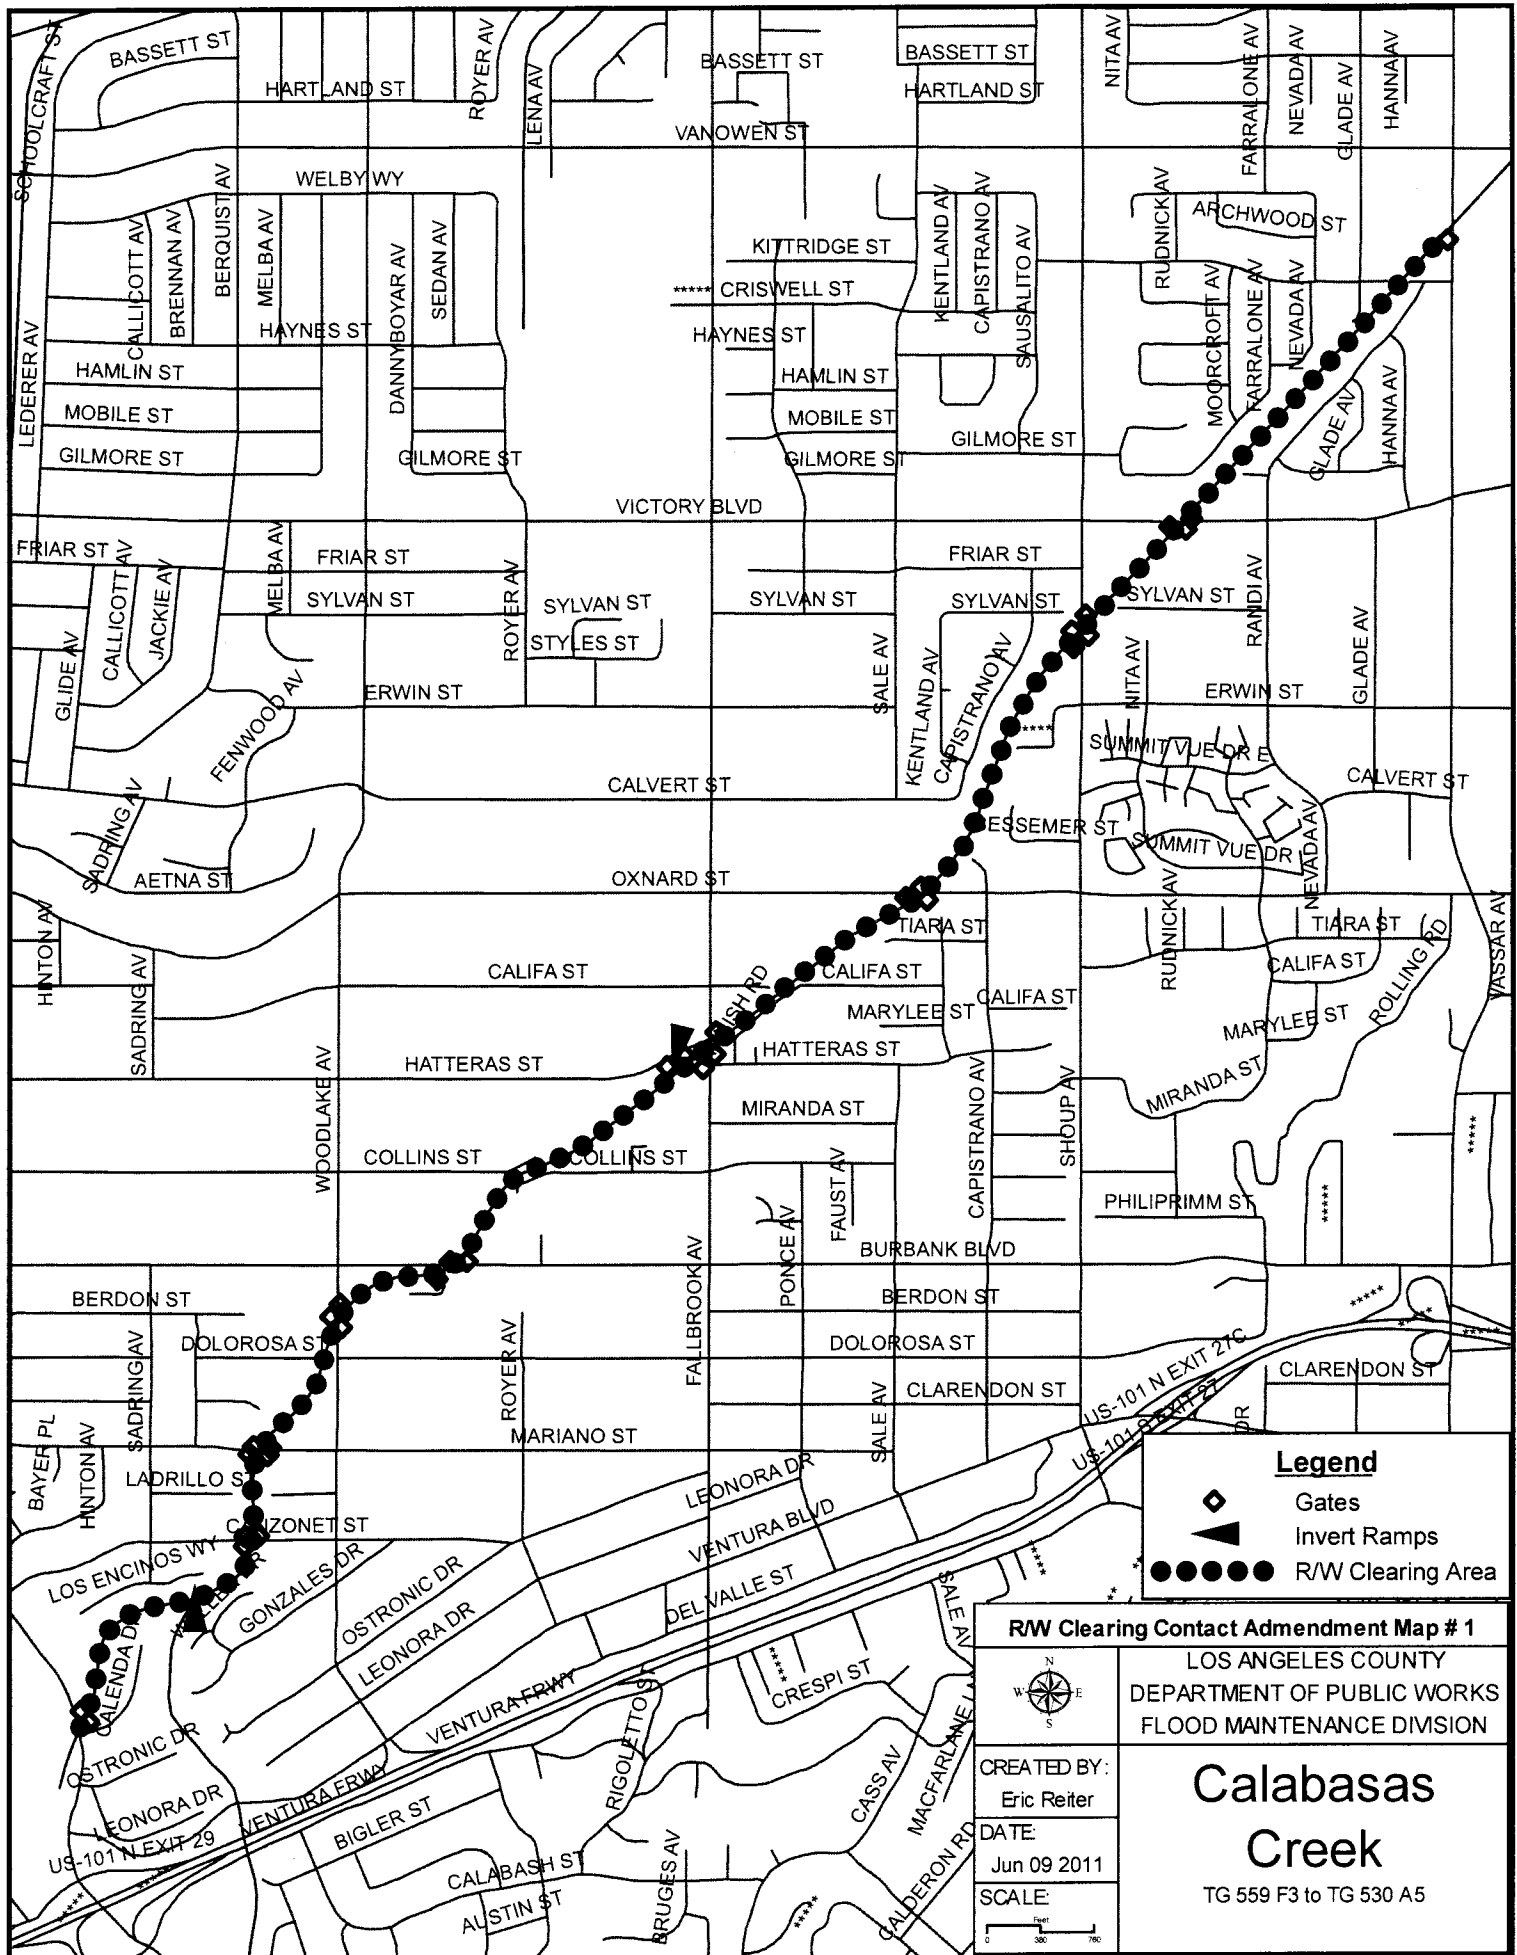 SCHOOLCRAFT ST
BASSETT ST
HARTLAND ST
ROYER AV
LENA AV
BASSETT ST
BASSETT ST
HARTLAND ST
NITA AV
FARRALONE AV
NEVADA AV
GLADE AV
HANNA AV
VANOWEN ST
WELBY WY
CALLICOTT AV
BRENNAN AV
BERQUIST AV
MELBA AV
DANNYBOYAR AV
SEDAN AV
KITTRIDGE ST
***** CRISWELL ST
KENTLAND AV
CAPISTRANO AV
SAUSALITO AV
RUDNICK AV
ARCHWOOD ST
MOORCROFT AV
FARRALONE AV
NEVADA AV
LEDERER AV
HAYNES ST
HAMLIN ST
MOBILE ST
GILMORE ST
GILMORE ST
HAYNES ST
HAMLIN ST
MOBILE ST
GILMORE ST
GILMORE ST
GLADE AV
HANNA AV
VICTORY BLVD
FRIAR ST
CALLICOTT AV
JACKIE AV
MELBA AV
FRIAR ST
SYLVAN ST
ROYER AV
SYLVAN ST
STYLES ST
SYLVAN ST
FRIAR ST
SYLVAN ST
SYLVAN ST
RANDI AV
GLIDE AV
FENWOOD AV
ERWIN ST
SALE AV
KENTLAND AV
CAPISTRANO AV
NITA AV
ERWIN ST
GLADE AV
****
SUMMIT VUE DR E
CALVERT ST
CALVERT ST
SADRING AV
ESSEMER ST
SUMMIT VUE DR
NEVADA AV
AETNA ST
OXNARD ST
HINTON AV
SADRING AV
TIARA ST
RUDNICK AV
TIARA ST
ROLLING RD
VASSAR AV
CALIFA ST
ISH RD
CALIFA ST
CALIFA ST
CALIFA ST
MARYLEE ST
MARYLEE ST
WOODLAKE AV
HATTERAS ST
HATTERAS ST
MIRANDA ST
MIRANDA ST
CAPISTRANO AV
SHOUP AV
*****
COLLINS ST
COLLINS ST
FAUST AV
PONCE AV
PHILIPRIMM ST
*****
BURBANK BLVD
FALLBROOK AV
BERDON ST
BERDON ST
*****
*****
*****
SADRING AV
DOLOROSA ST
ROYER AV
DOLOROSA ST
US-101 N EXIT 27C
CLARENDON ST
CLARENDON ST
US-101 S EXIT 27
DR
BAYER PL
HINTON AV
MARIANO ST
SALE AV
LADRILLO ST
LEONORA DR
CANZONET ST
VENTURA BLVD
LOS ENCINOS WY
GONZALES DR
OSTRONIC DR
DEL VALLE ST
LEONORA DR
SALE AV
*****
CALENDA DR
*****
CRESPI ST
OSTRONIC DR
VENTURA FRWY
RIGOLETTO ST
MACFARLANE
CASS AV
LEONORA DR
VENTURA FRWY
US-101 N EXIT 29
BIGLER ST
CALABASH ST
AUSTIN ST
BRUGES AV
CALDERON RD
*****
*****
*****
Legend
Gates
Invert Ramps
R/W Clearing Area
R/W Clearing Contact Admendment Map # 1
N
W E
S
LOS ANGELES COUNTY
DEPARTMENT OF PUBLIC WORKS
FLOOD MAINTENANCE DIVISION
CREATED BY:
Eric Reiter
DATE:
Jun 09 2011
SCALE:
Feet
0 380 760
Calabasas
Creek
TG 559 F3 to TG 530 A5